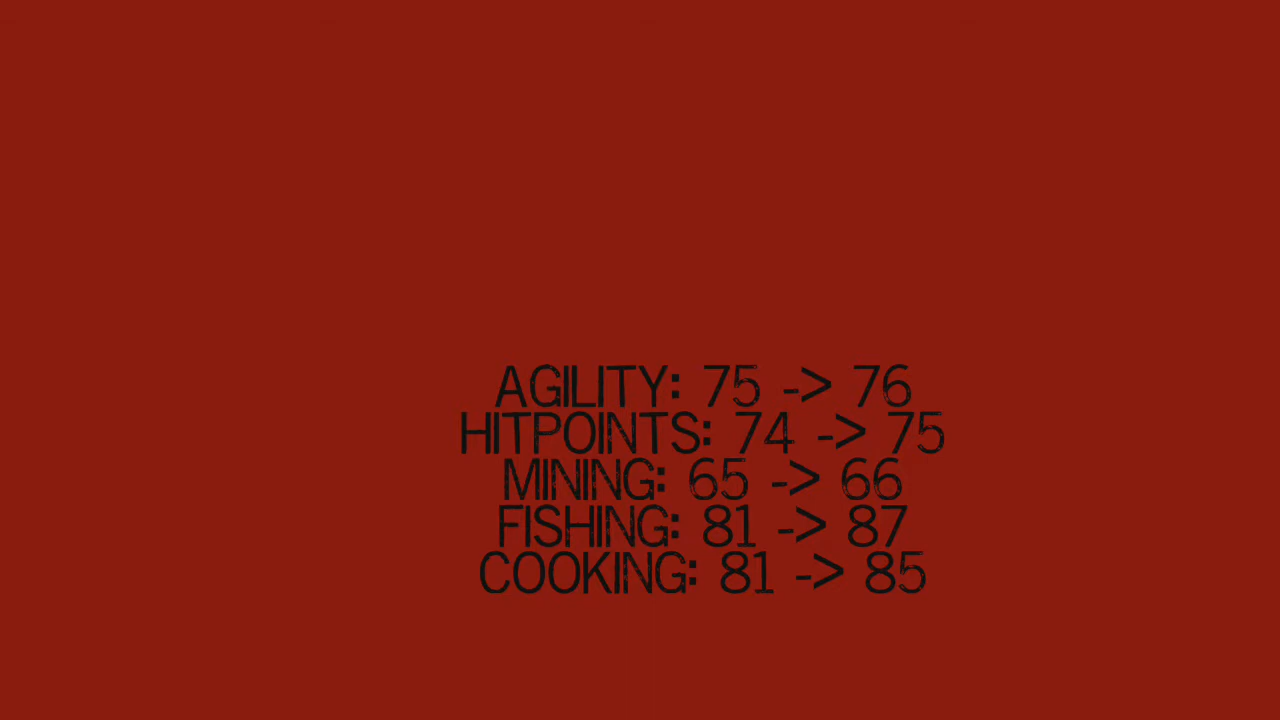 AGILITY: 75 -> 76
HITPOINTS: 74 -> 75
MINING: 65 -> 66
FISHING: 81 -> 87
COOKING: 81 -> 85